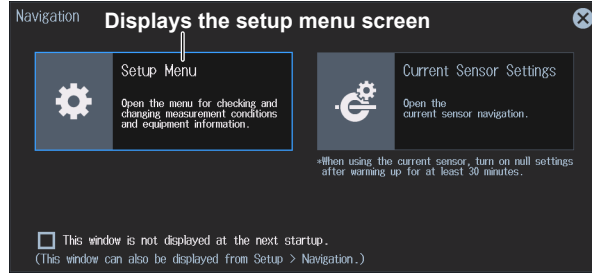 Navigation
Displays the setup menu screen
Setup Menu
Open the menu for checking and
changing measurement conditions
and equipment information.
Current Sensor Settings
Open the
current sensor navigation.
*When using the current sensor, turn on null settings
after warming up for at least 30 minutes.
This window is not displayed at the next startup.
(This window can also be displayed from Setup > Navigation.)